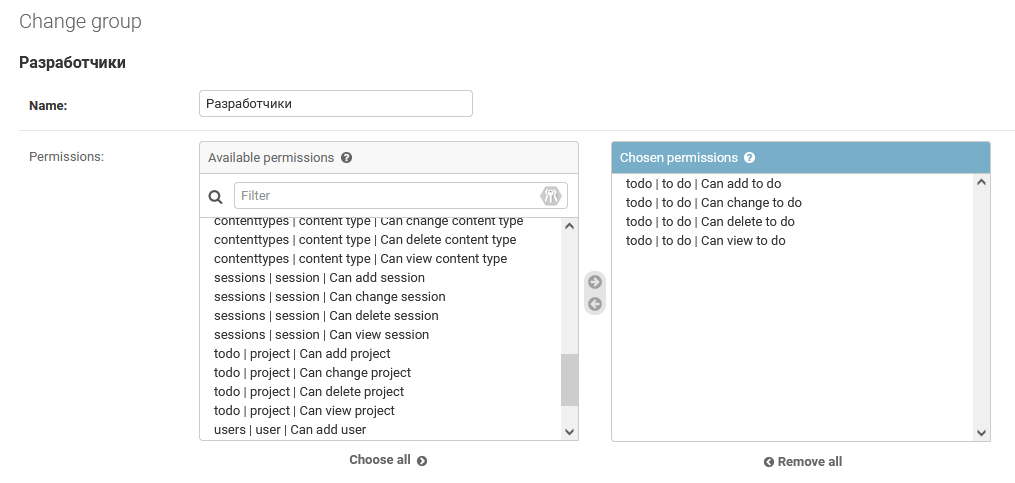 Change group
Разработчики
Name:
Разработчики
Permissions:
Available permissions
Filter
contenttypes | content type | Can change content type
contenttypes | content type | Can delete content type
contenttypes | content type | Can view content type
sessions | session | Can add session
sessions | session | Can change session
sessions | session | Can delete session
sessions | session | Can view session
todo | project | Can add project
todo | project | Can change project
todo | project | Can delete project
todo | project | Can view project
users | user | Can add user
Choose all
Chosen permissions
todo | to do | Can add to do
todo | to do | Can change to do
todo | to do | Can delete to do
todo | to do | Can view to do
Remove all